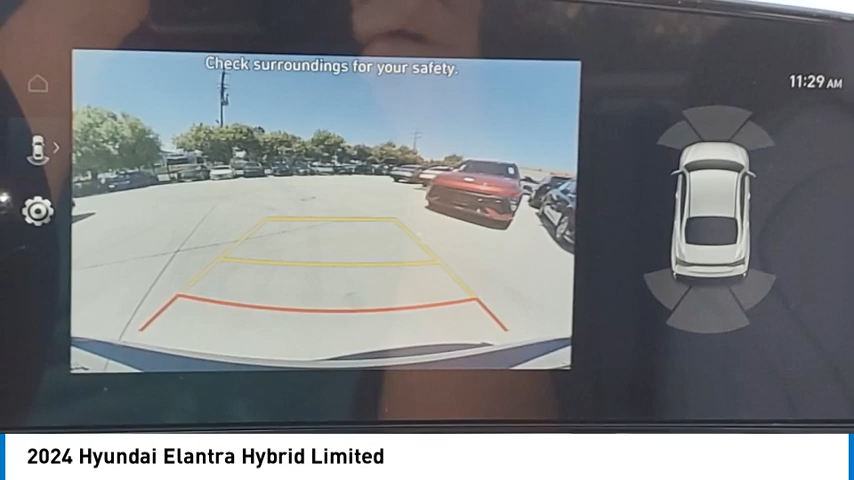 Check surroundings for your safety.
11:29 AM
2024 Hyundai Elantra Hybrid Limited